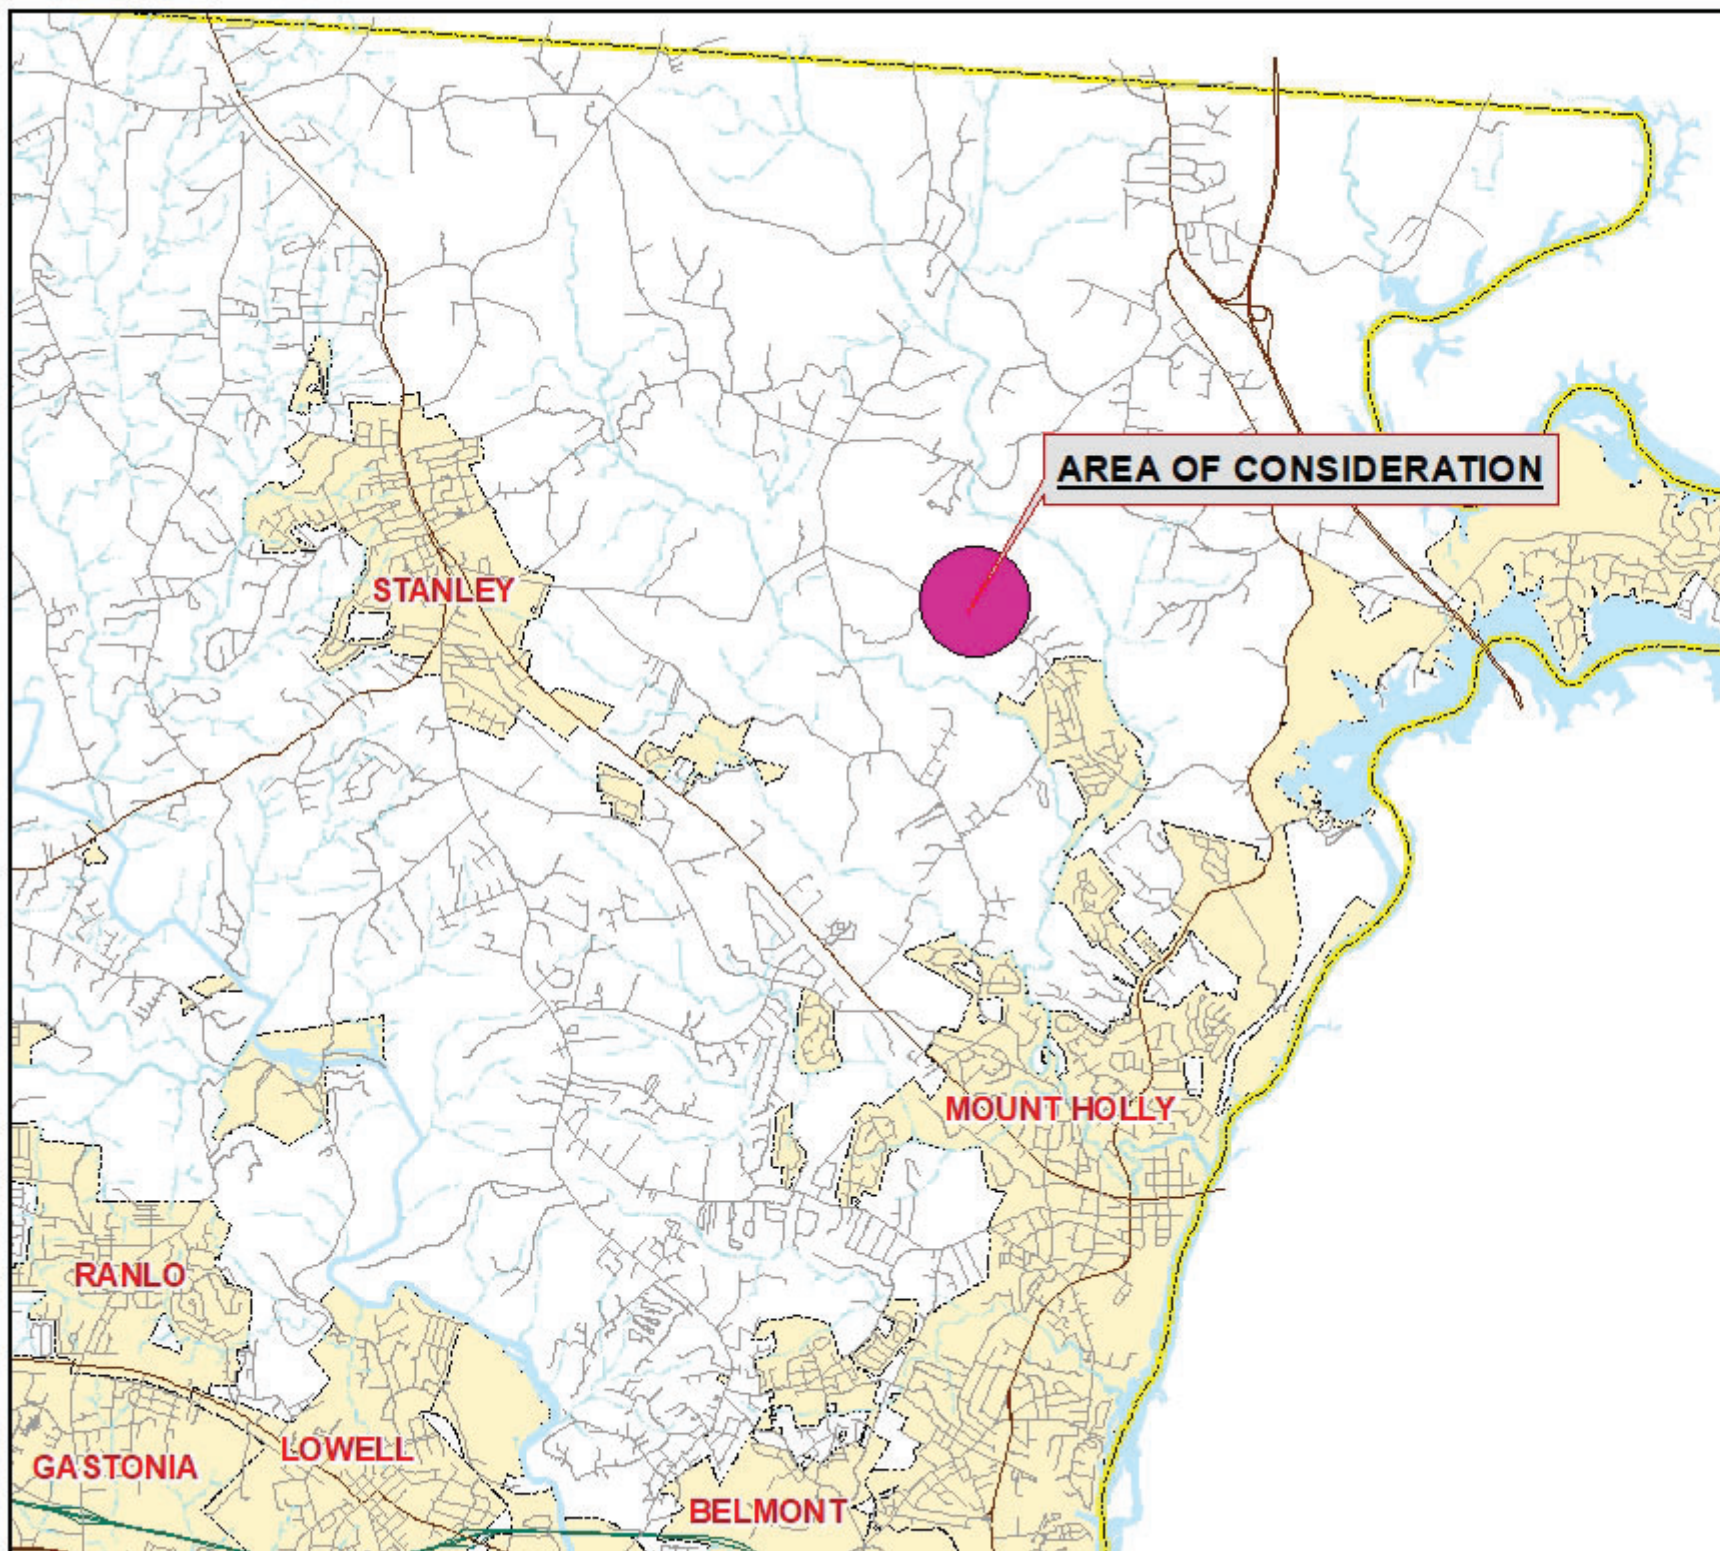 AREA OF CONSIDERATION
STANLEY
MOUNT HOLLY
RANLO
LOWELL
GASTONIA
BELMONT